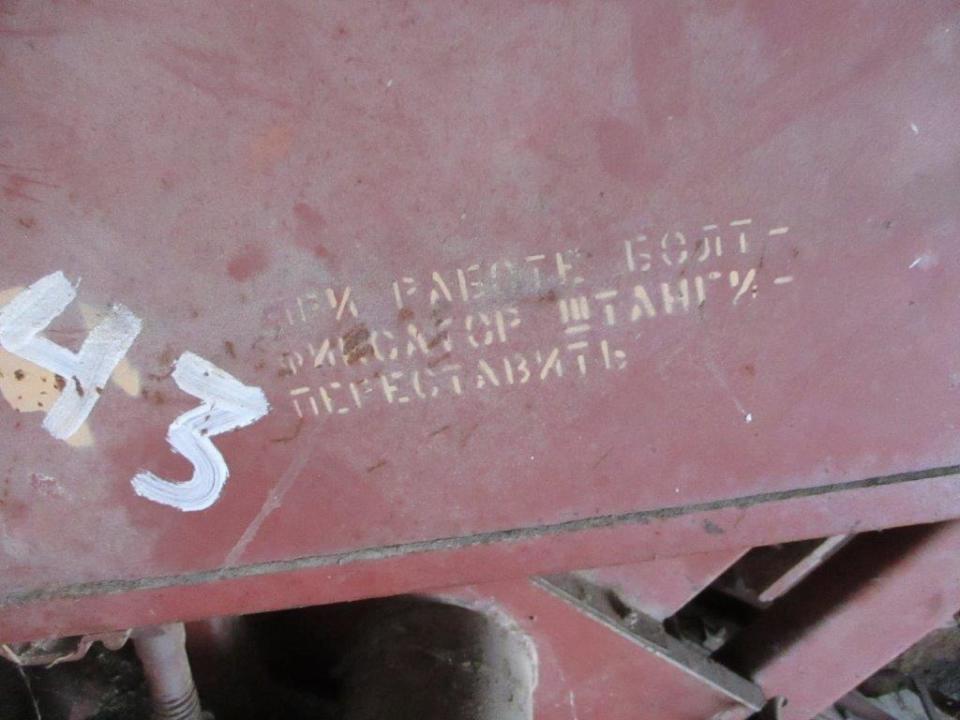 43
ПРИ РАБОТЕ БОЛТ-
ФИКСАТОР ШТАНГИ-
ПЕРЕСТАВИТЬ